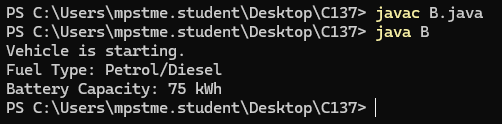 PS C:\Users\mpstme.student\Desktop\C137> javac B.java
PS C:\Users\mpstme.student\Desktop\C137> java B
Vehicle is starting.
Fuel Type: Petrol/Diesel
Battery Capacity: 75 kWh
PS C:\Users\mpstme.student\Desktop\C137>